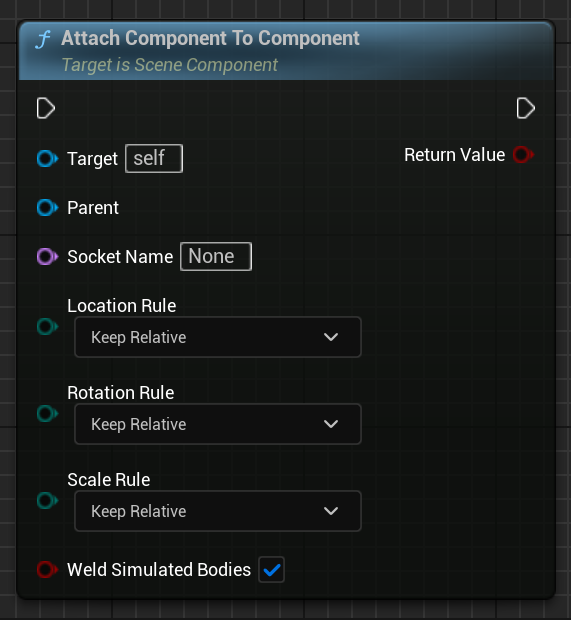 Attach Component To Component
Target is Scene Component
Target self
Return Value
Parent
Socket Name None
Location Rule
Keep Relative
Rotation Rule
Keep Relative
Scale Rule
Keep Relative
Weld Simulated Bodies